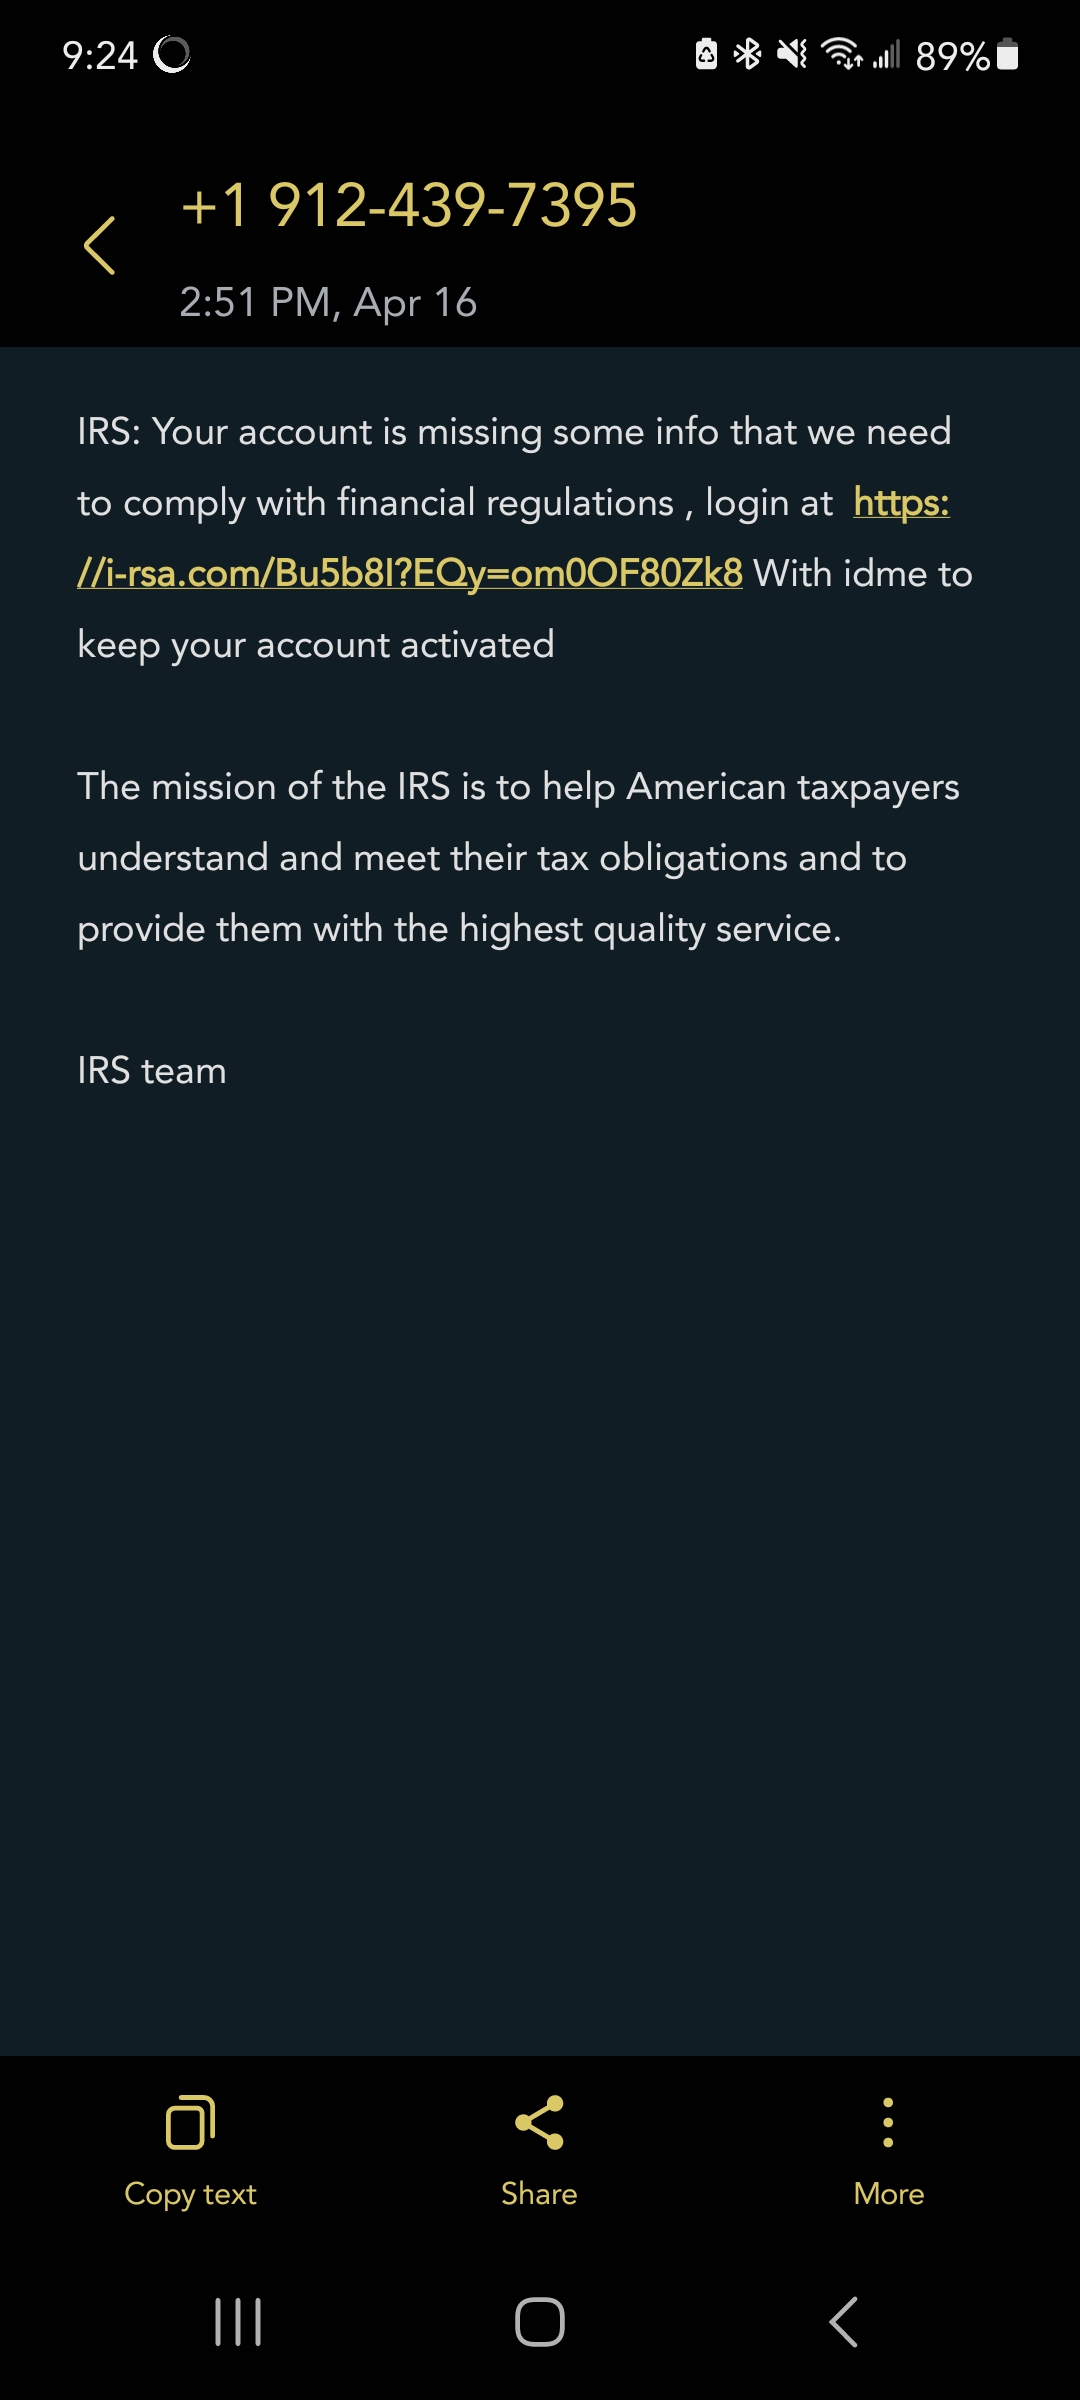 9:24
89%
+1 912-439-7395
2:51 PM, Apr 16
IRS: Your account is missing some info that we need
to comply with financial regulations , login at https:
//i-rsa.com/Bu5b8I?EQy=om0OF80Zk8 With idme to
keep your account activated
The mission of the IRS is to help American taxpayers
understand and meet their tax obligations and to
provide them with the highest quality service.
IRS team
Copy text
Share
More